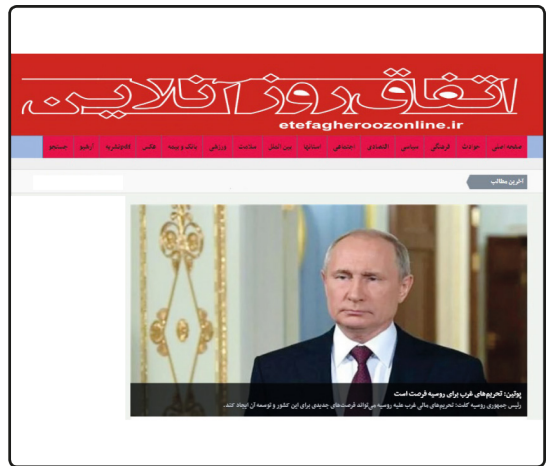 اتفاق روز آنلاین
etefagheroozonline.ir
صفحه اصلی حوادث فرهنگی سیاسی اقتصادی اجتماعی استانها بین الملل سلامت ورزشی بانک و بیمه عکس آرشیو جستجو
آخرین مطالب
پوتین: تحریم‌های غرب برای روسیه فرصت است
رئیس جمهوری روسیه گفت: تحریم‌های مالی غرب علیه روسیه می‌تواند فرصت‌های جدیدی برای این کشور و توسعه آن ایجاد کند.